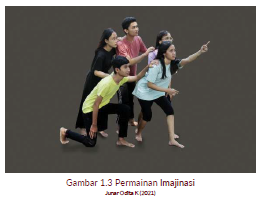 Gambar 1.3 Permainan Imajinasi
Junar Odita K (2021)